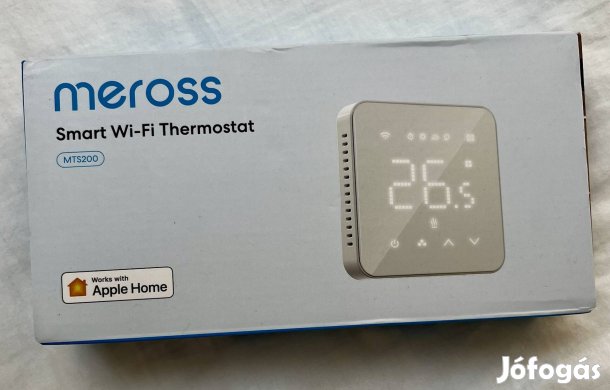 meross
Smart Wi-Fi Thermostat
MTS200
26.5
Works with
Apple Home
Jófogás